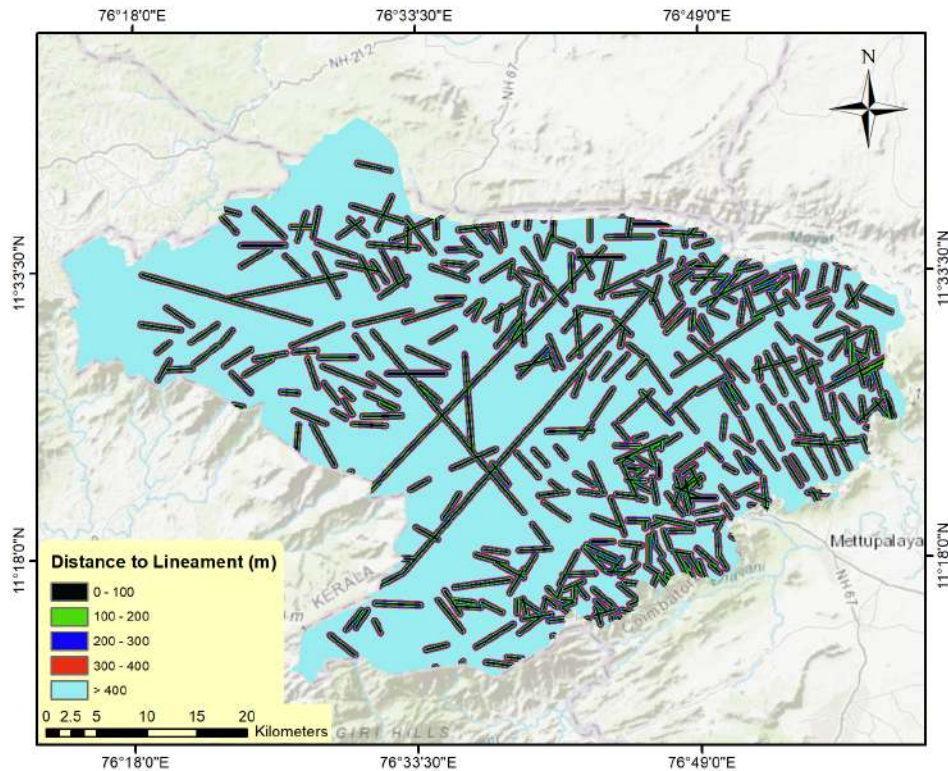 76°18'0"E 76°33'30"E 76°49'0"E
N
NH 212
NH 67
Moyar
11°33'30"N 11°33'30"N
11°18'0"N 11°18'0"N
Mettupalaya
NH 67
Bhavani
Coimbator
KERALA
Distance to Lineament (m)
0 - 100
100 - 200
200 - 300
300 - 400
> 400
0 2.5 5 10 15 20
Kilometers
GIRI HILLS
76°18'0"E 76°33'30"E 76°49'0"E